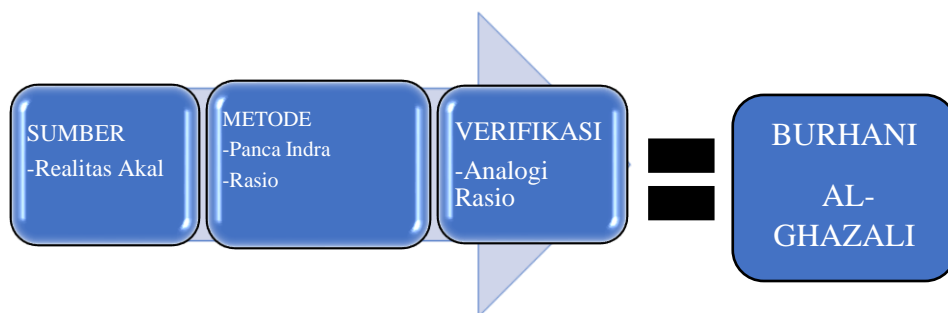 SUMBER
-Realitas Akal
METODE
-Panca Indra
-Rasio
VERIFIKASI
-Analogi
Rasio
BURHANI
AL-
GHAZALI